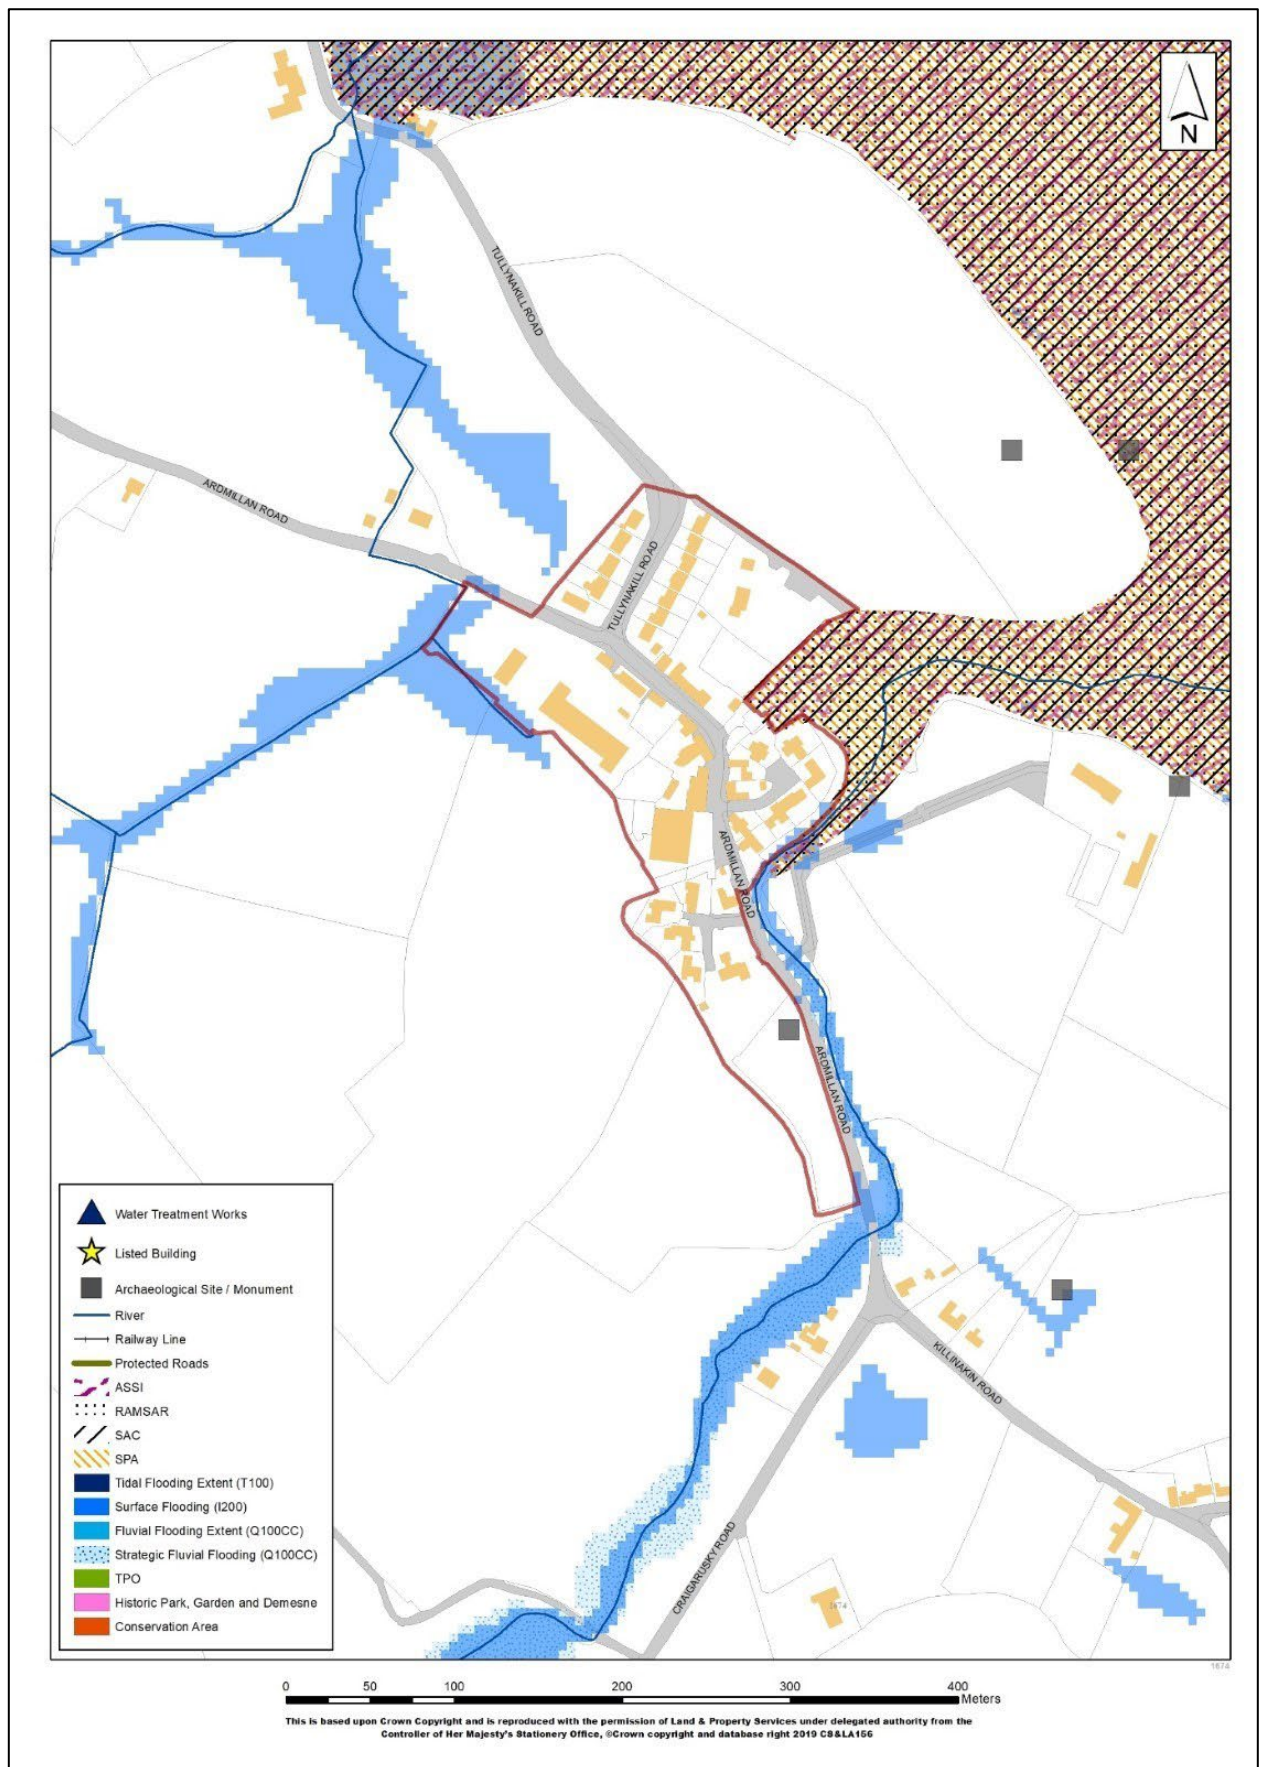 N
TULLYNAKILL ROAD
ARDMILLAN ROAD
TULLYNAKILL ROAD
ARDMILLAN ROAD
ARDMILLAN ROAD
KILLINAKIN ROAD
CRAIGARUSKY ROAD
1674
Water Treatment Works
Listed Building
Archaeological Site / Monument
River
Railway Line
Protected Roads
ASSI
RAMSAR
SAC
SPA
Tidal Flooding Extent (T100)
Surface Flooding (I200)
Fluvial Flooding Extent (Q100CC)
Strategic Fluvial Flooding (Q100CC)
TPO
Historic Park, Garden and Demesne
Conservation Area
1674
0 50 100 200 300 400
Meters
This is based upon Crown Copyright and is reproduced with the permission of Land & Property Services under delegated authority from the
Controller of Her Majesty's Stationery Office, ©Crown copyright and database right 2019 CS&LA156